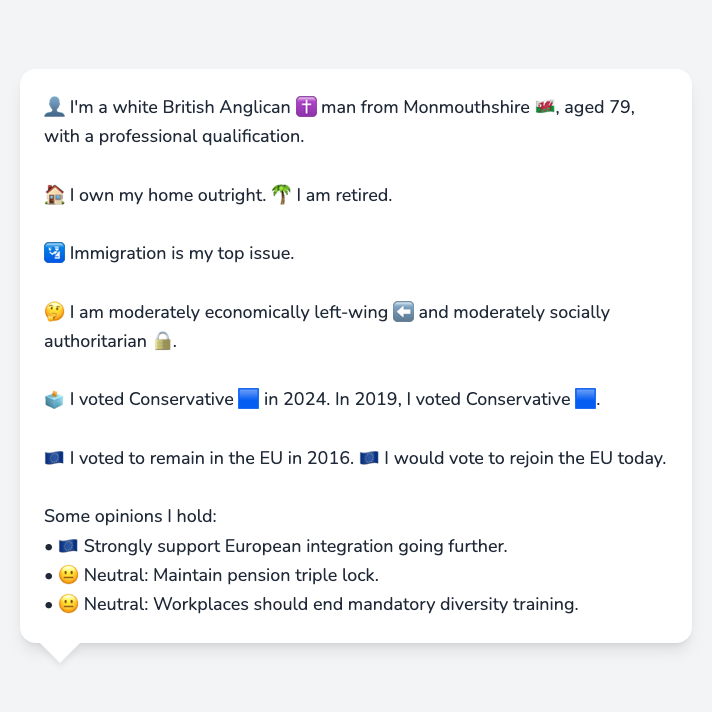 👤 I'm a white British Anglican ✝️ man from Monmouthshire 🏴󠁧󠁢󠁷󠁬󠁳󠁿, aged 79,
with a professional qualification.
🏠 I own my home outright. 🌴 I am retired.
🛂 Immigration is my top issue.
🤔 I am moderately economically left-wing ⬅️ and moderately socially
authoritarian 🔒.
🗳️ I voted Conservative 🟦 in 2024. In 2019, I voted Conservative 🟦.
🇪🇺 I voted to remain in the EU in 2016. 🇪🇺 I would vote to rejoin the EU today.
Some opinions I hold:
• 🇪🇺 Strongly support European integration going further.
• 😐 Neutral: Maintain pension triple lock.
• 😐 Neutral: Workplaces should end mandatory diversity training.